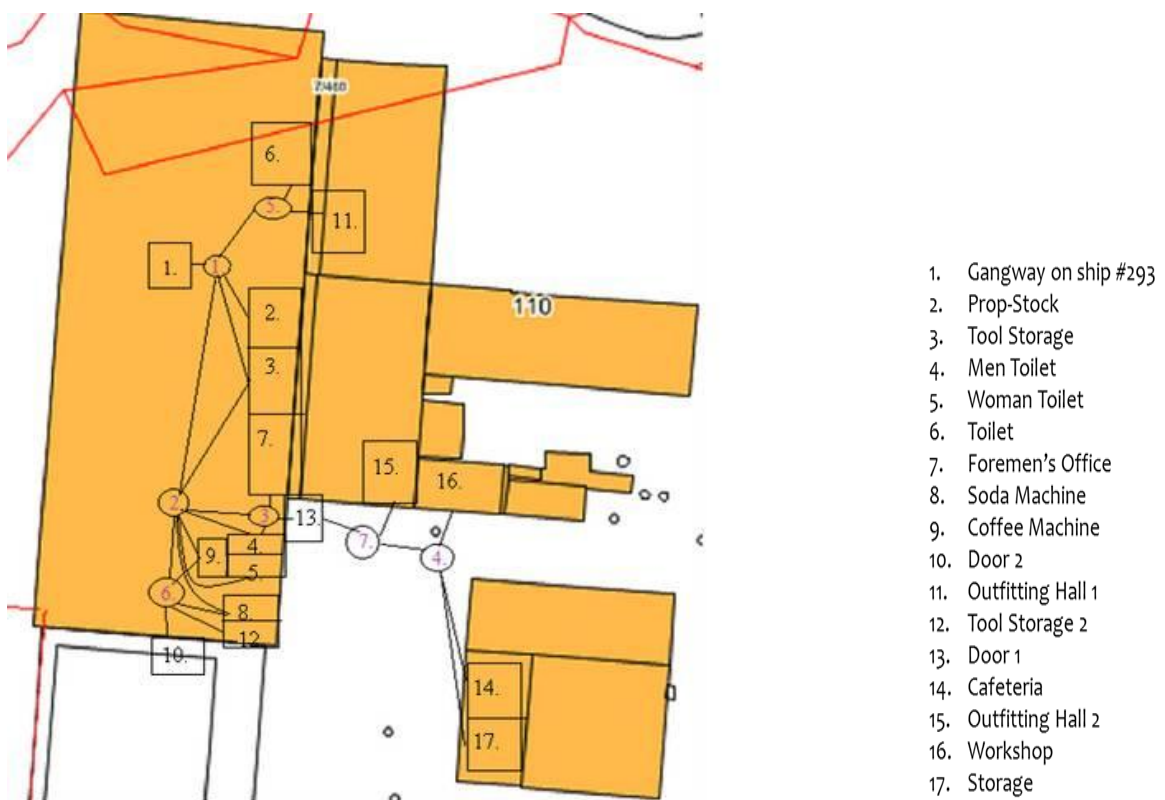 7/460
6.
5.
11.
1.
1
2.
110
3.
7.
15.
16.
2.
3
13.
7.
4.
4.
9.
5
6.
8.
12.
10.
14.
17.
1. Gangway on ship #293
2. Prop-Stock
3. Tool Storage
4. Men Toilet
5. Woman Toilet
6. Toilet
7. Foremen's Office
8. Soda Machine
9. Coffee Machine
10. Door 2
11. Outfitting Hall 1
12. Tool Storage 2
13. Door 1
14. Cafeteria
15. Outfitting Hall 2
16. Workshop
17. Storage